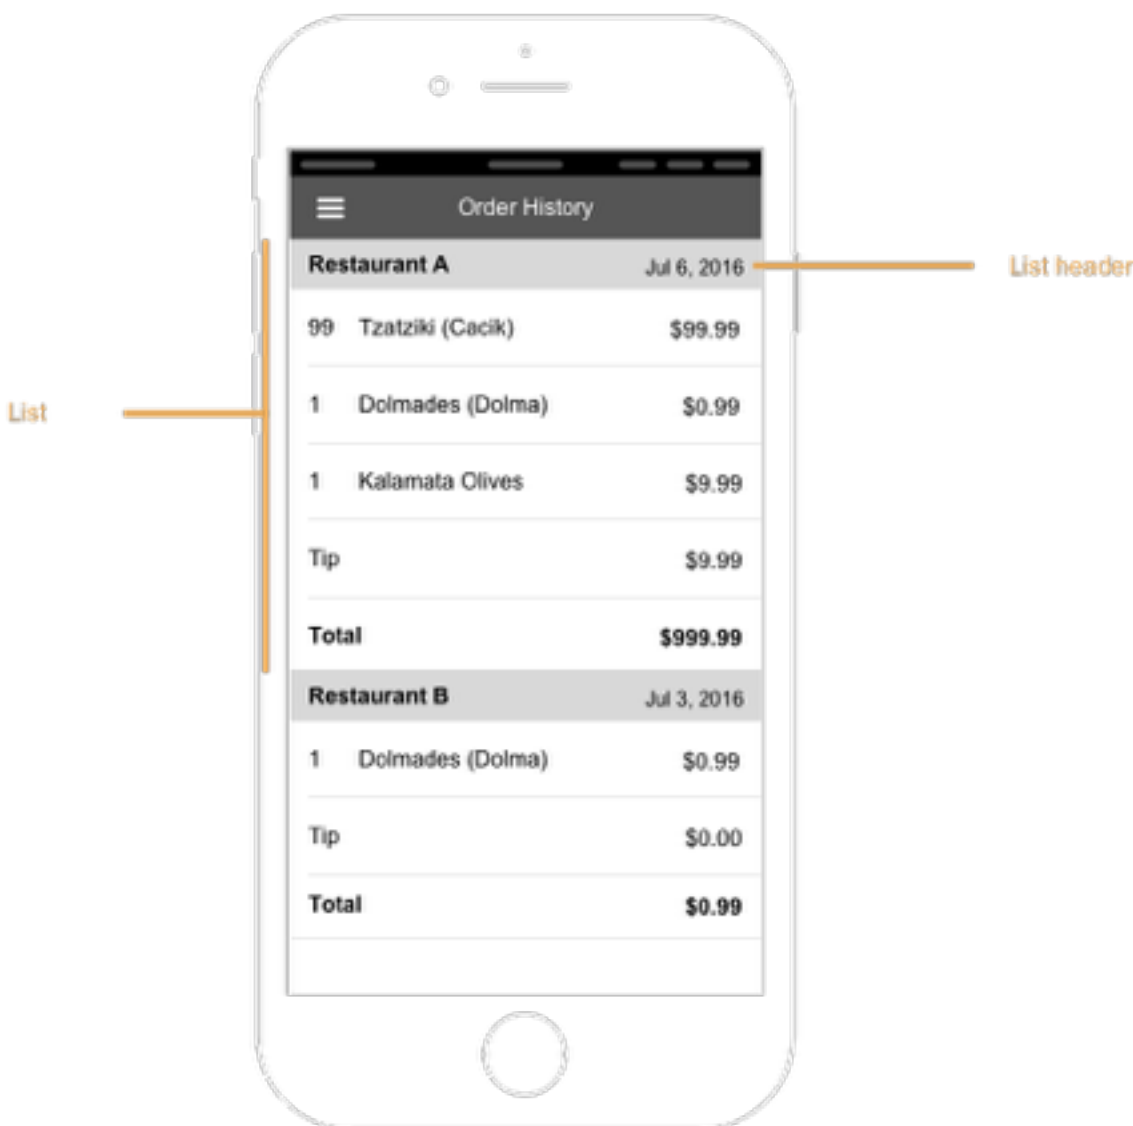 Order History
Restaurant A Jul 6, 2016
List header
99 Tzatziki (Cacik) $99.99
1 Dolmades (Dolma) $0.99
List
1 Kalamata Olives $9.99
Tip $9.99
Total $999.99
Restaurant B Jul 3, 2016
1 Dolmades (Dolma) $0.99
Tip $0.00
Total $0.99